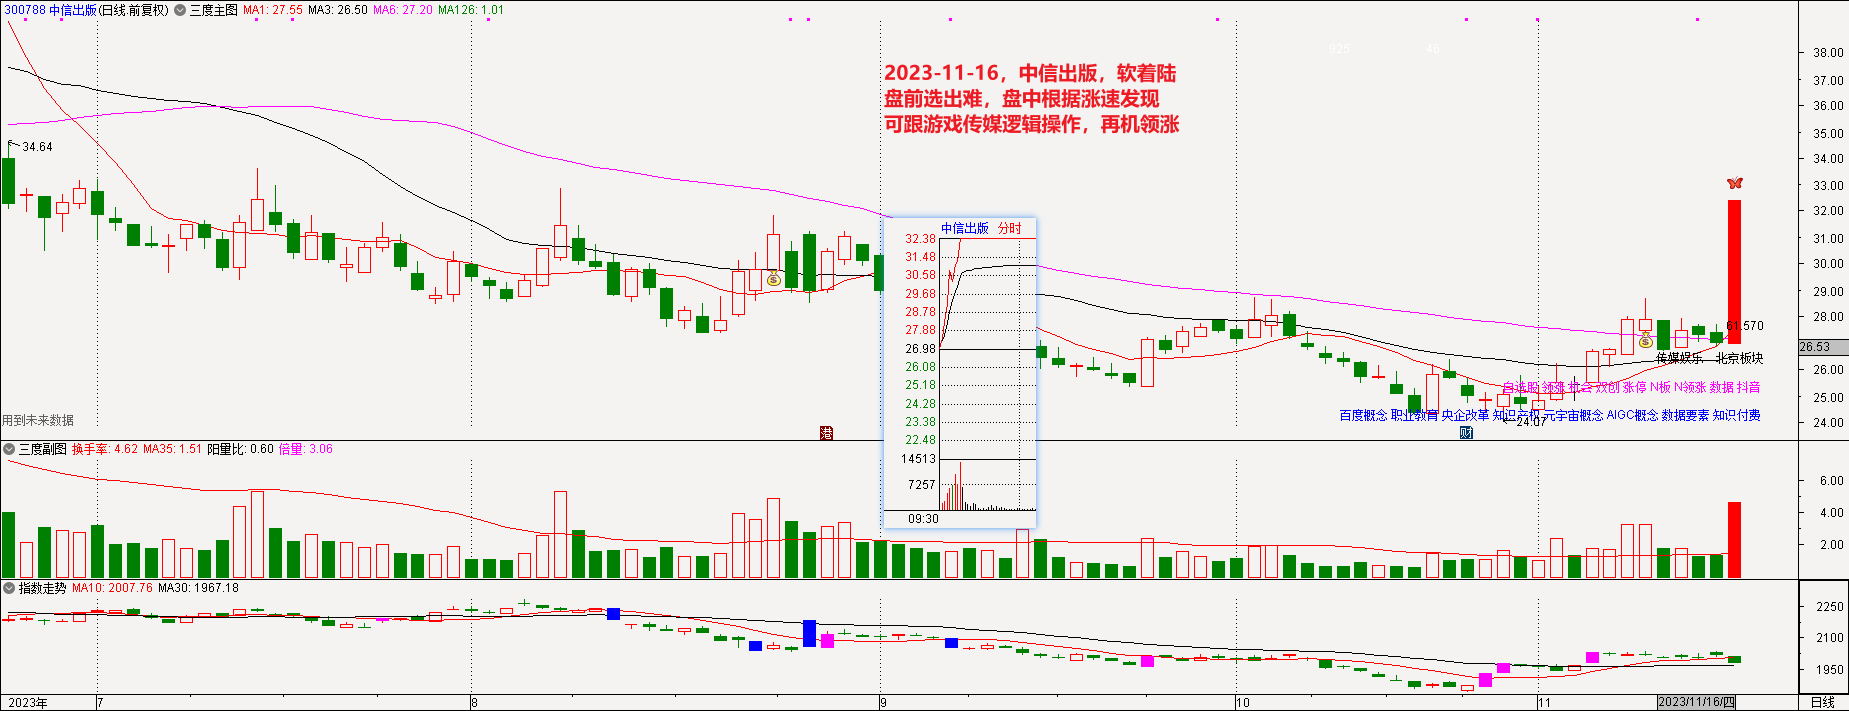 300788 中信出版(日线.前复权) 三度主图 MA1: 27.55 MA3: 26.50 MA6: 27.20 MA126: 1.01
925 46
2023-11-16，中信出版，软着陆
盘前选出难，盘中根据涨速发现
可跟游戏传媒逻辑操作，再机领涨
38.00
37.00
36.00
35.00
34.00
33.00
32.00
31.00
30.00
29.00
28.00
26.53
26.00
25.00
24.00
34.64
中信出版 分时
32.38
31.48
30.58
29.68
28.78
27.88
26.98
26.08
25.18
24.28
23.38
22.48
14513
7257
09:30
61.570
传媒娱乐 北京板块
自选股 领涨 机会 双创 涨停 N板 N领涨 数据 抖音
百度概念 职业教育 央企改革 知识产权 元宇宙概念 AIGC概念 数据要素 知识付费
24.07
用到未来数据
港
财
三度副图 换手率: 4.62 MA35: 1.51 阳量比: 0.60 倍量: 3.06
6.00
4.00
2.00
指数走势 MA10: 2007.76 MA30: 1967.18
2250
2100
1950
2023年 7 8 9 10 11 2023/11/16/四 日线